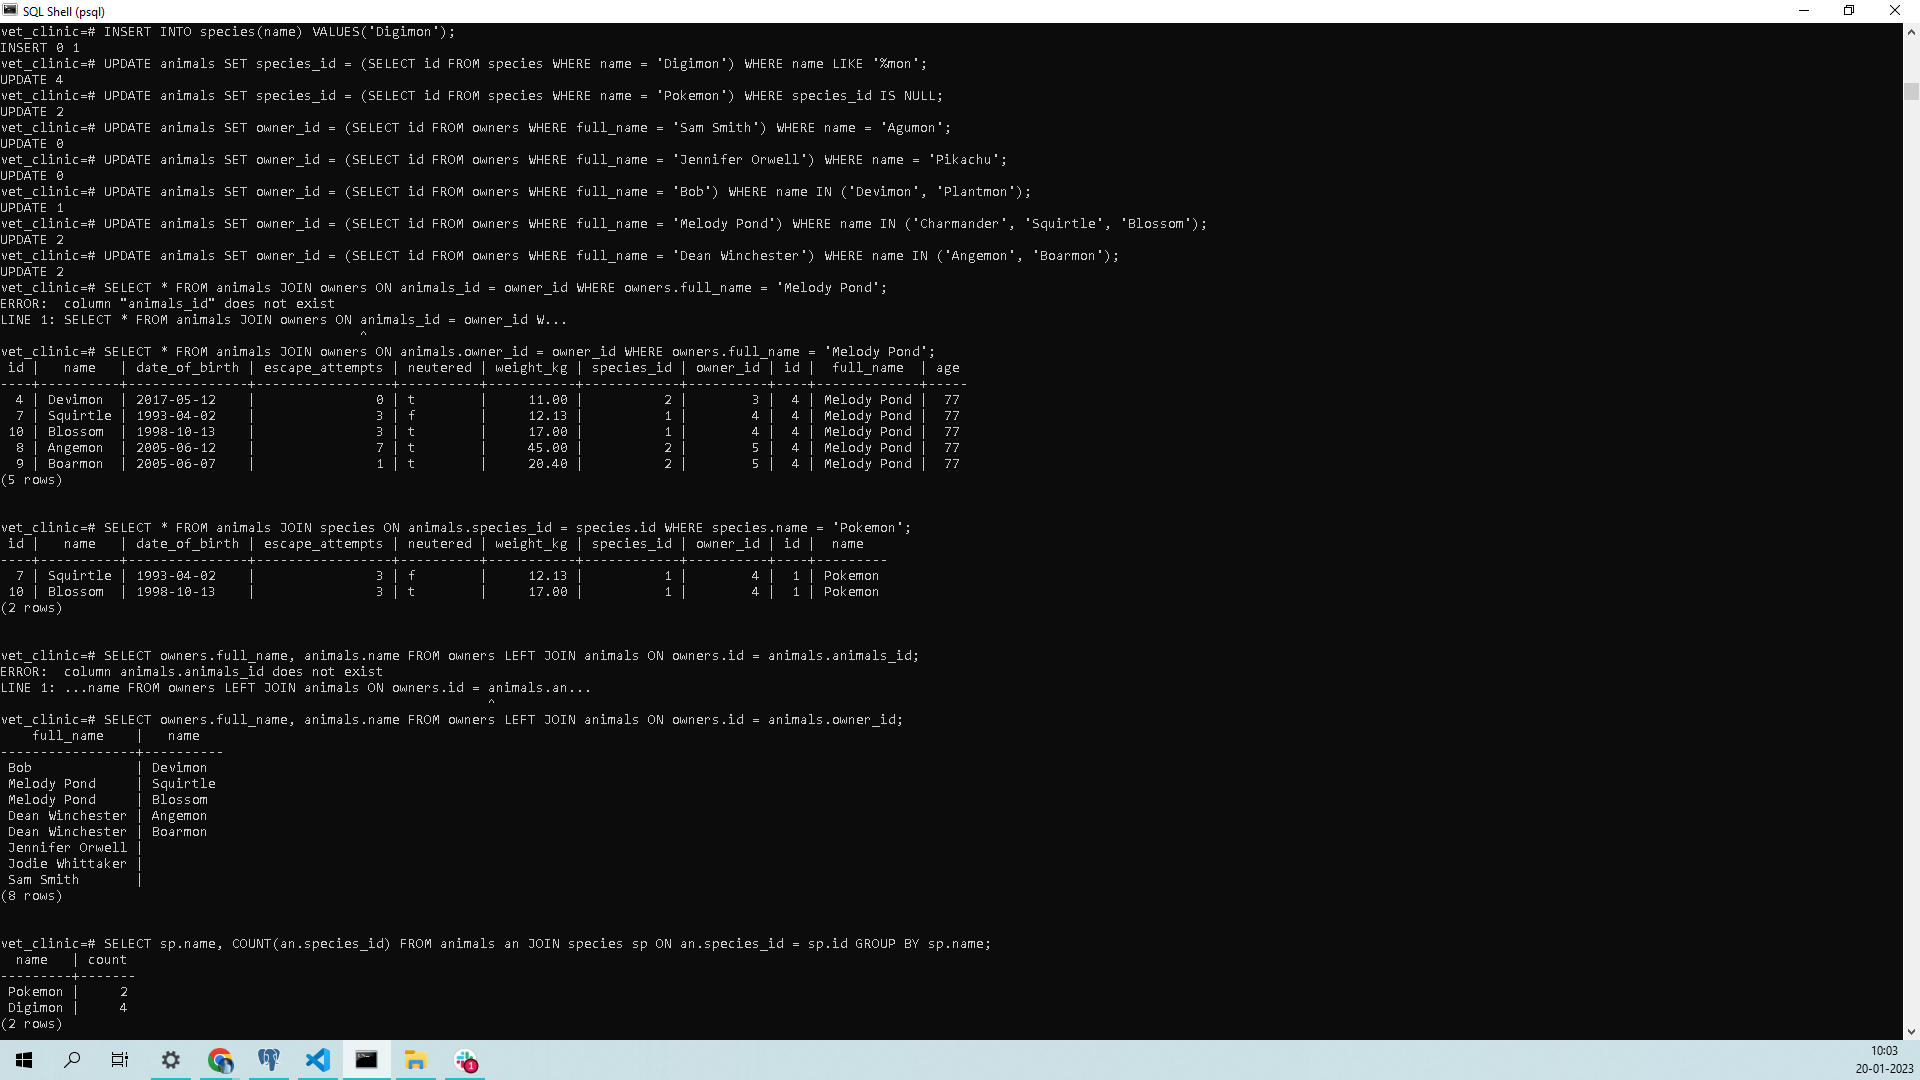 SQL Shell (psql)
vet_clinic=# INSERT INTO species(name) VALUES('Digimon');
INSERT 0 1
vet_clinic=# UPDATE animals SET species_id = (SELECT id FROM species WHERE name = 'Digimon') WHERE name LIKE '%mon';
UPDATE 4
vet_clinic=# UPDATE animals SET species_id = (SELECT id FROM species WHERE name = 'Pokemon') WHERE species_id IS NULL;
UPDATE 2
vet_clinic=# UPDATE animals SET owner_id = (SELECT id FROM owners WHERE full_name = 'Sam Smith') WHERE name = 'Agumon';
UPDATE 0
vet_clinic=# UPDATE animals SET owner_id = (SELECT id FROM owners WHERE full_name = 'Jennifer Orwell') WHERE name = 'Pikachu';
UPDATE 0
vet_clinic=# UPDATE animals SET owner_id = (SELECT id FROM owners WHERE full_name = 'Bob') WHERE name IN ('Devimon', 'Plantmon');
UPDATE 1
vet_clinic=# UPDATE animals SET owner_id = (SELECT id FROM owners WHERE full_name = 'Melody Pond') WHERE name IN ('Charmander', 'Squirtle', 'Blossom');
UPDATE 2
vet_clinic=# UPDATE animals SET owner_id = (SELECT id FROM owners WHERE full_name = 'Dean Winchester') WHERE name IN ('Angemon', 'Boarmon');
UPDATE 2
vet_clinic=# SELECT * FROM animals JOIN owners ON animals_id = owner_id WHERE owners.full_name = 'Melody Pond';
ERROR:  column "animals_id" does not exist
LINE 1: SELECT * FROM animals JOIN owners ON animals_id = owner_id W...
                                             ^
vet_clinic=# SELECT * FROM animals JOIN owners ON animals.owner_id = owner_id WHERE owners.full_name = 'Melody Pond';
 id |   name   | date_of_birth | escape_attempts | neutered | weight_kg | species_id | owner_id | id |  full_name  | age
----+----------+---------------+-----------------+----------+-----------+------------+----------+----+-------------+-----
  4 | Devimon  | 2017-05-12    |               0 | t        |     11.00 |          2 |        3 |  4 | Melody Pond |  77
  7 | Squirtle | 1993-04-02    |               3 | f        |     12.13 |          1 |        4 |  4 | Melody Pond |  77
 10 | Blossom  | 1998-10-13    |               3 | t        |     17.00 |          1 |        4 |  4 | Melody Pond |  77
  8 | Angemon  | 2005-06-12    |               7 | t        |     45.00 |          2 |        5 |  4 | Melody Pond |  77
  9 | Boarmon  | 2005-06-07    |               1 | t        |     20.40 |          2 |        5 |  4 | Melody Pond |  77
(5 rows)
vet_clinic=# SELECT * FROM animals JOIN species ON animals.species_id = species.id WHERE species.name = 'Pokemon';
 id |   name   | date_of_birth | escape_attempts | neutered | weight_kg | species_id | owner_id | id |  name
----+----------+---------------+-----------------+----------+-----------+------------+----------+----+---------
  7 | Squirtle | 1993-04-02    |               3 | f        |     12.13 |          1 |        4 |  1 | Pokemon
 10 | Blossom  | 1998-10-13    |               3 | t        |     17.00 |          1 |        4 |  1 | Pokemon
(2 rows)
vet_clinic=# SELECT owners.full_name, animals.name FROM owners LEFT JOIN animals ON owners.id = animals.animals_id;
ERROR:  column animals.animals_id does not exist
LINE 1: ...name FROM owners LEFT JOIN animals ON owners.id = animals.an...
                                                             ^
vet_clinic=# SELECT owners.full_name, animals.name FROM owners LEFT JOIN animals ON owners.id = animals.owner_id;
    full_name    |   name
-----------------+----------
 Bob             | Devimon
 Melody Pond     | Squirtle
 Melody Pond     | Blossom
 Dean Winchester | Angemon
 Dean Winchester | Boarmon
 Jennifer Orwell |
 Jodie Whittaker |
 Sam Smith       |
(8 rows)
vet_clinic=# SELECT sp.name, COUNT(an.species_id) FROM animals an JOIN species sp ON an.species_id = sp.id GROUP BY sp.name;
  name   | count
---------+-------
 Pokemon |     2
 Digimon |     4
(2 rows)
1
10:03
20-01-2023